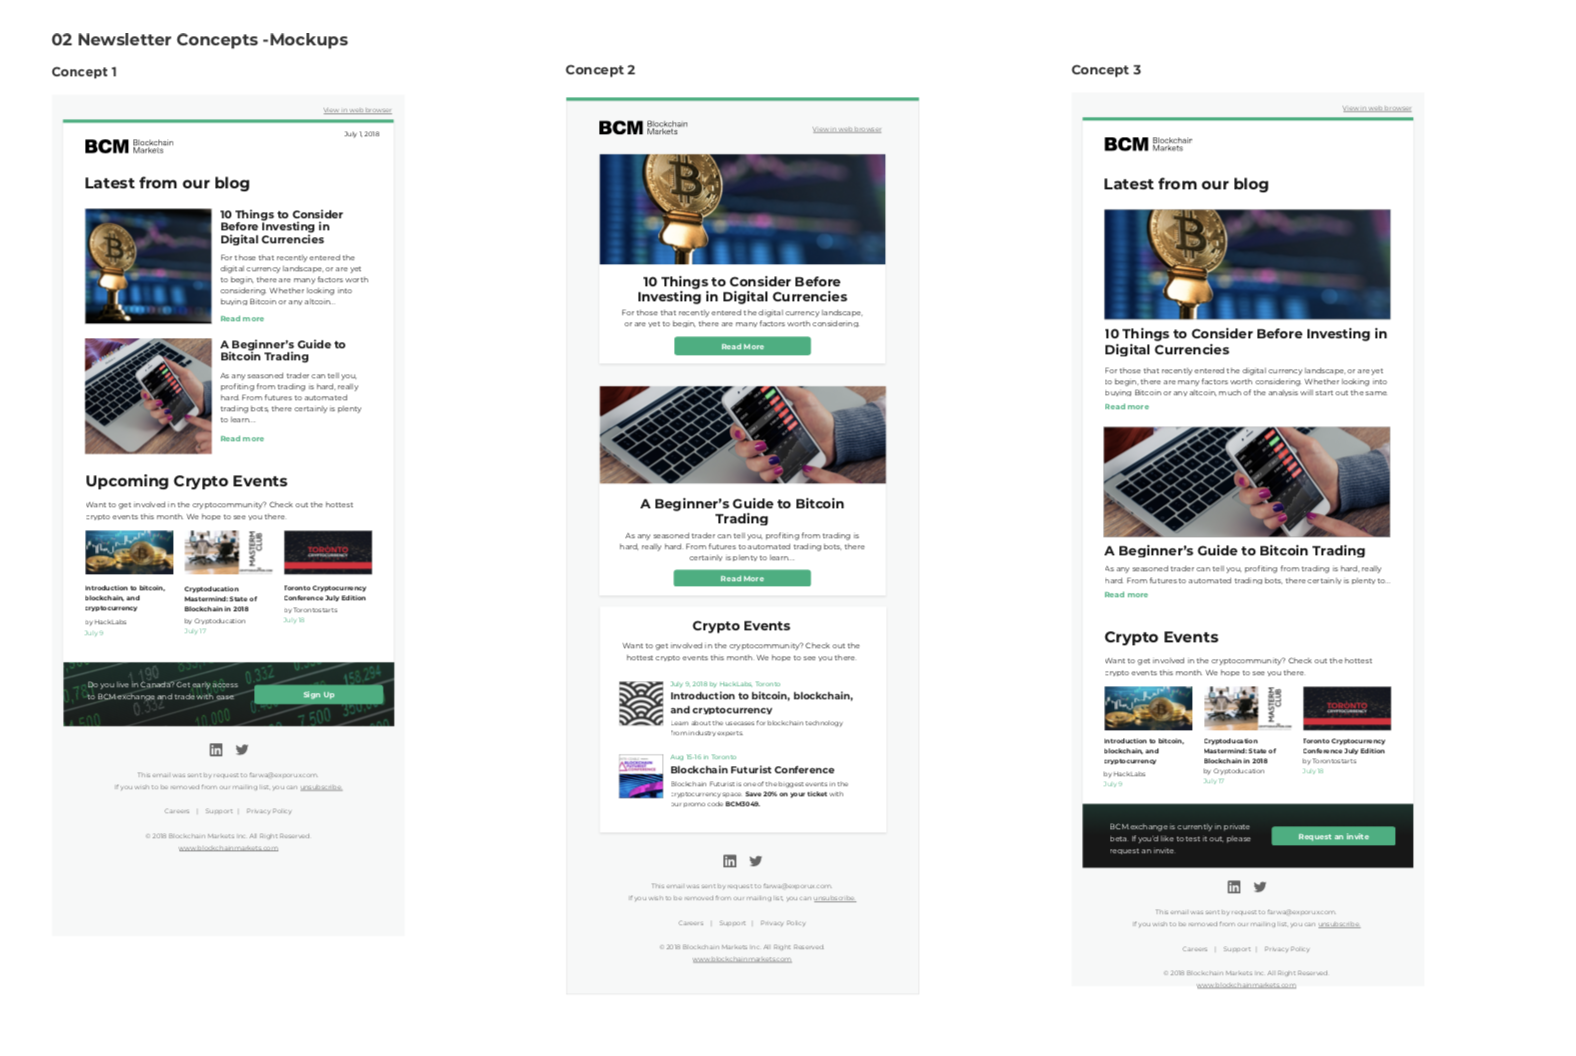 02 Newsletter Concepts -Mockups
Concept 1
View in web browser
July 1, 2018
BCM Blockchain
Markets
Latest from our blog
10 Things to Consider
Before Investing in
Digital Currencies
For those that recently entered the
digital currency landscape, or are yet
to begin, there are many factors worth
considering. Whether looking into
buying Bitcoin or any altcoin...
Read more
A Beginner's Guide to
Bitcoin Trading
As any seasoned trader can tell you,
profiting from trading is hard, really
hard. From futures to automated
trading bots, there certainly is plenty
to learn...
Read more
Upcoming Crypto Events
Want to get involved in the cryptocommunity? Check out the hottest
crypto events this month. We hope to see you there.
MASTERM
CLUB
TORONTO
CRYPTOCURRENCY
Introduction to bitcoin,
blockchain, and
cryptocurrency
by HackLabs
July 9
Cryptoducation
Mastermind: State of
Blockchain in 2018
by Cryptoducation
July 17
Toronto Cryptocurrency
Conference July Edition
by Torontostarts
July 18
Do you live in Canada? Get early access
to BCM exchange and trade with ease.
Sign Up
1.190
0.332
158.294
0.332
10.000
7.500
4.500
This email was sent by request to farwa@exporux.com.
If you wish to be removed from our mailing list, you can unsubscribe.
Careers | Support | Privacy Policy
© 2018 Blockchain Markets Inc. All Right Reserved.
www.blockchainmarkets.com
Concept 2
BCM Blockchain
Markets
View in web browser
10 Things to Consider Before
Investing in Digital Currencies
For those that recently entered the digital currency landscape,
or are yet to begin, there are many factors worth considering.
Read More
A Beginner's Guide to Bitcoin
Trading
As any seasoned trader can tell you, profiting from trading is
hard, really hard. From futures to automated trading bots, there
certainly is plenty to learn...
Read More
Crypto Events
Want to get involved in the cryptocommunity? Check out the
hottest crypto events this month. We hope to see you there.
July 9, 2018 by HackLabs, Toronto
Introduction to bitcoin, blockchain,
and cryptocurrency
Learn about the usecases for blockchain technology
from industry experts.
Aug 15-16 in Toronto
Blockchain Futurist Conference
Blockchain Futurist is one of the biggest events in the
cryptocurrency space. Save 20% on your ticket with
our promo code BCM3049.
This email was sent by request to farwa@exporux.com
If you wish to be removed from our mailing list, you can unsubscribe.
Careers | Support | Privacy Policy
© 2018 Blockchain Markets Inc. All Right Reserved
www.blockchainmarkets.com
Concept 3
View in web browser
BCM Blockchain
Markets
Latest from our blog
10 Things to Consider Before Investing in
Digital Currencies
For those that recently entered the digital currency landscape, or are yet
to begin, there are many factors worth considering. Whether looking into
buying Bitcoin or any altcoin, much of the analysis will start out the same.
Read more
A Beginner's Guide to Bitcoin Trading
As any seasoned trader can tell you, profiting from trading is hard, really
hard. From futures to automated trading bots, there certainly is plenty to...
Read more
Crypto Events
Want to get involved in the cryptocommunity? Check out the hottest
crypto events this month. We hope to see you there.
MASTERM
CLUB
TORONTO
CRYPTOCURRENCY
Introduction to bitcoin,
blockchain, and
cryptocurrency
by HackLabs
July 9
Cryptoducation
Mastermind: State of
Blockchain in 2018
by Cryptoducation
July 17
Toronto Cryptocurrency
Conference July Edition
by Torontostarts
July 18
BCM exchange is currently in private
beta. If you'd like to test it out, please
request an invite.
Request an invite
This email was sent by request to farwa@exporux.com
If you wish to be removed from our mailing list, you can unsubscribe.
Careers | Support | Privacy Policy
© 2018 Blockchain Markets Inc. All Right Reserved.
www.blockchainmarkets.com